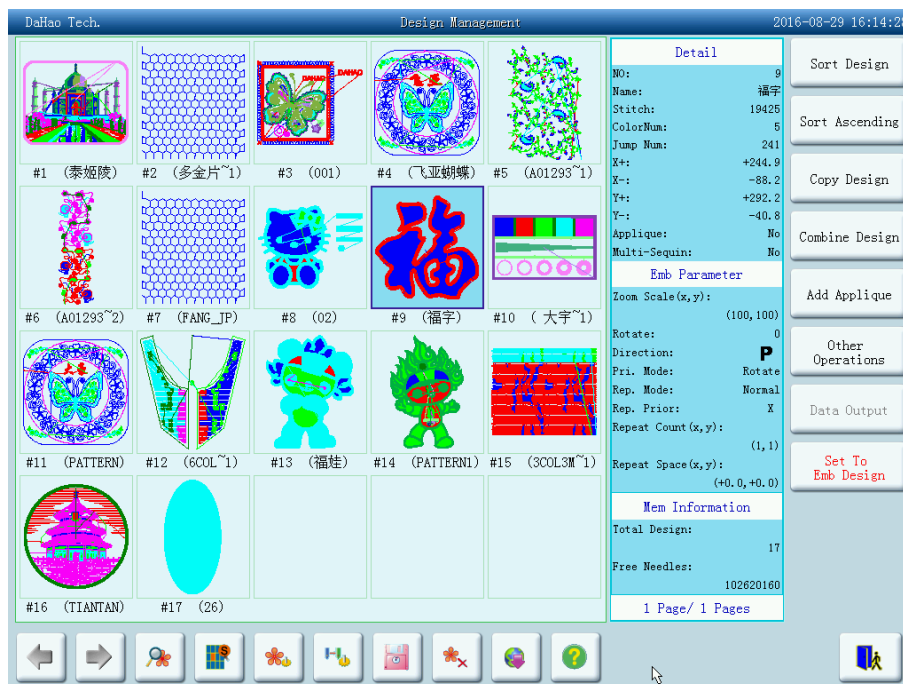 DaHao Tech. Design Management 2016-08-29 16:14:28
#1 (泰姬陵) #2 (多金片~1) #3 (001) #4 (飞亚蝴蝶) #5 (A01293~1)
#6 (A01293~2) #7 (FANG_JP) #8 (02) #9 (福字) #10 ( 大宇~1)
#11 (PATTERN) #12 (6COL~1) #13 (福娃) #14 (PATTERN1) #15 (3COL3M~1)
#16 (TIANTAN) #17 (26)
DAHAO
DAHAO
福
Detail
NO: 9
Name: 福字
Stitch: 19425
ColorNum: 5
Jump Num: 241
X+: +244.9
X-: -88.2
Y+: +292.2
Y-: -40.8
Applique: No
Multi-Sequin: No
Emb Parameter
Zoom Scale(x,y):
(100,100)
Rotate: 0
Direction: P
Pri. Mode: Rotate
Rep. Mode: Normal
Rep. Prior: X
Repeat Count(x,y):
(1,1)
Repeat Space(x,y):
(+0.0,+0.0)
Mem Information
Total Design:
17
Free Needles:
102620160
1 Page/ 1 Pages
Sort Design
Sort Ascending
Copy Design
Combine Design
Add Applique
Other
Operations
Data Output
Set To
Emb Design